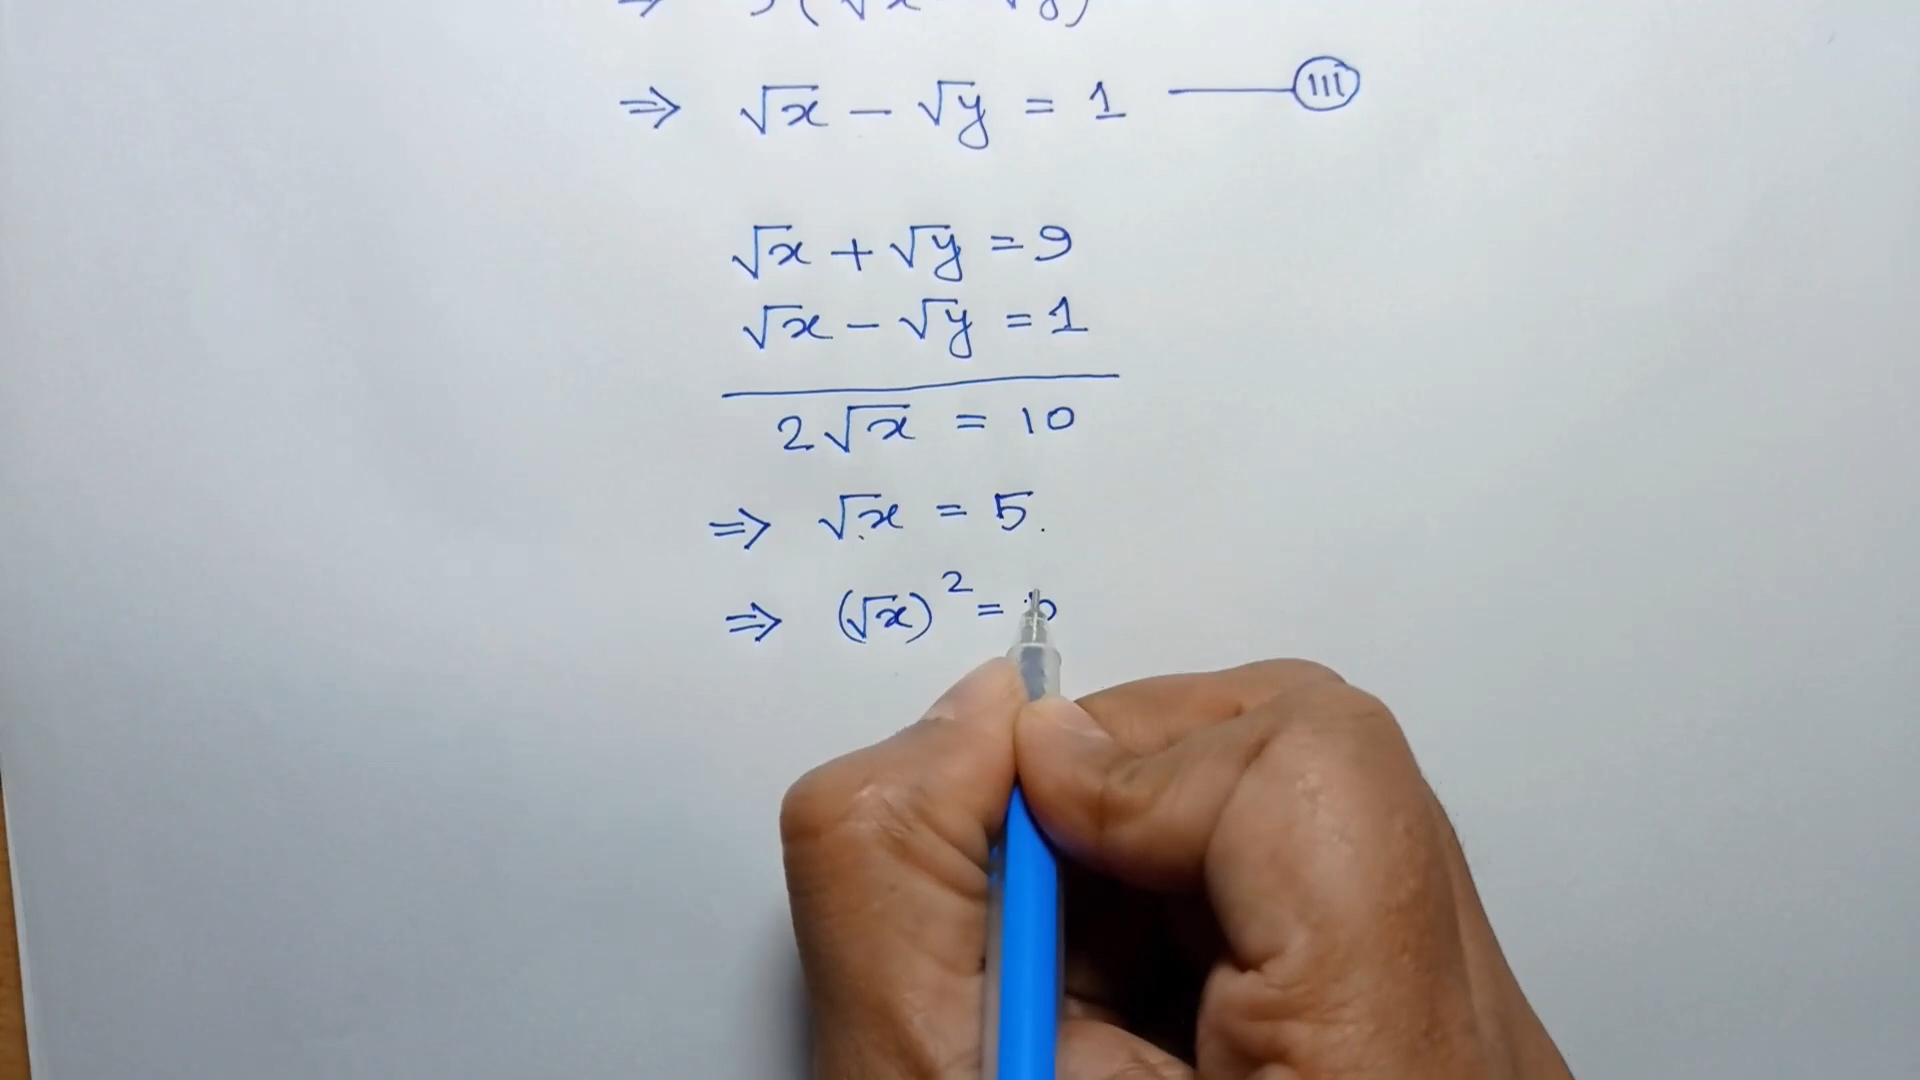 ⇒ √x − √y = 1 —— (III)
√x + √y = 9
√x − √y = 1
2√x = 10
⇒ √x = 5.
⇒ (√x)² =